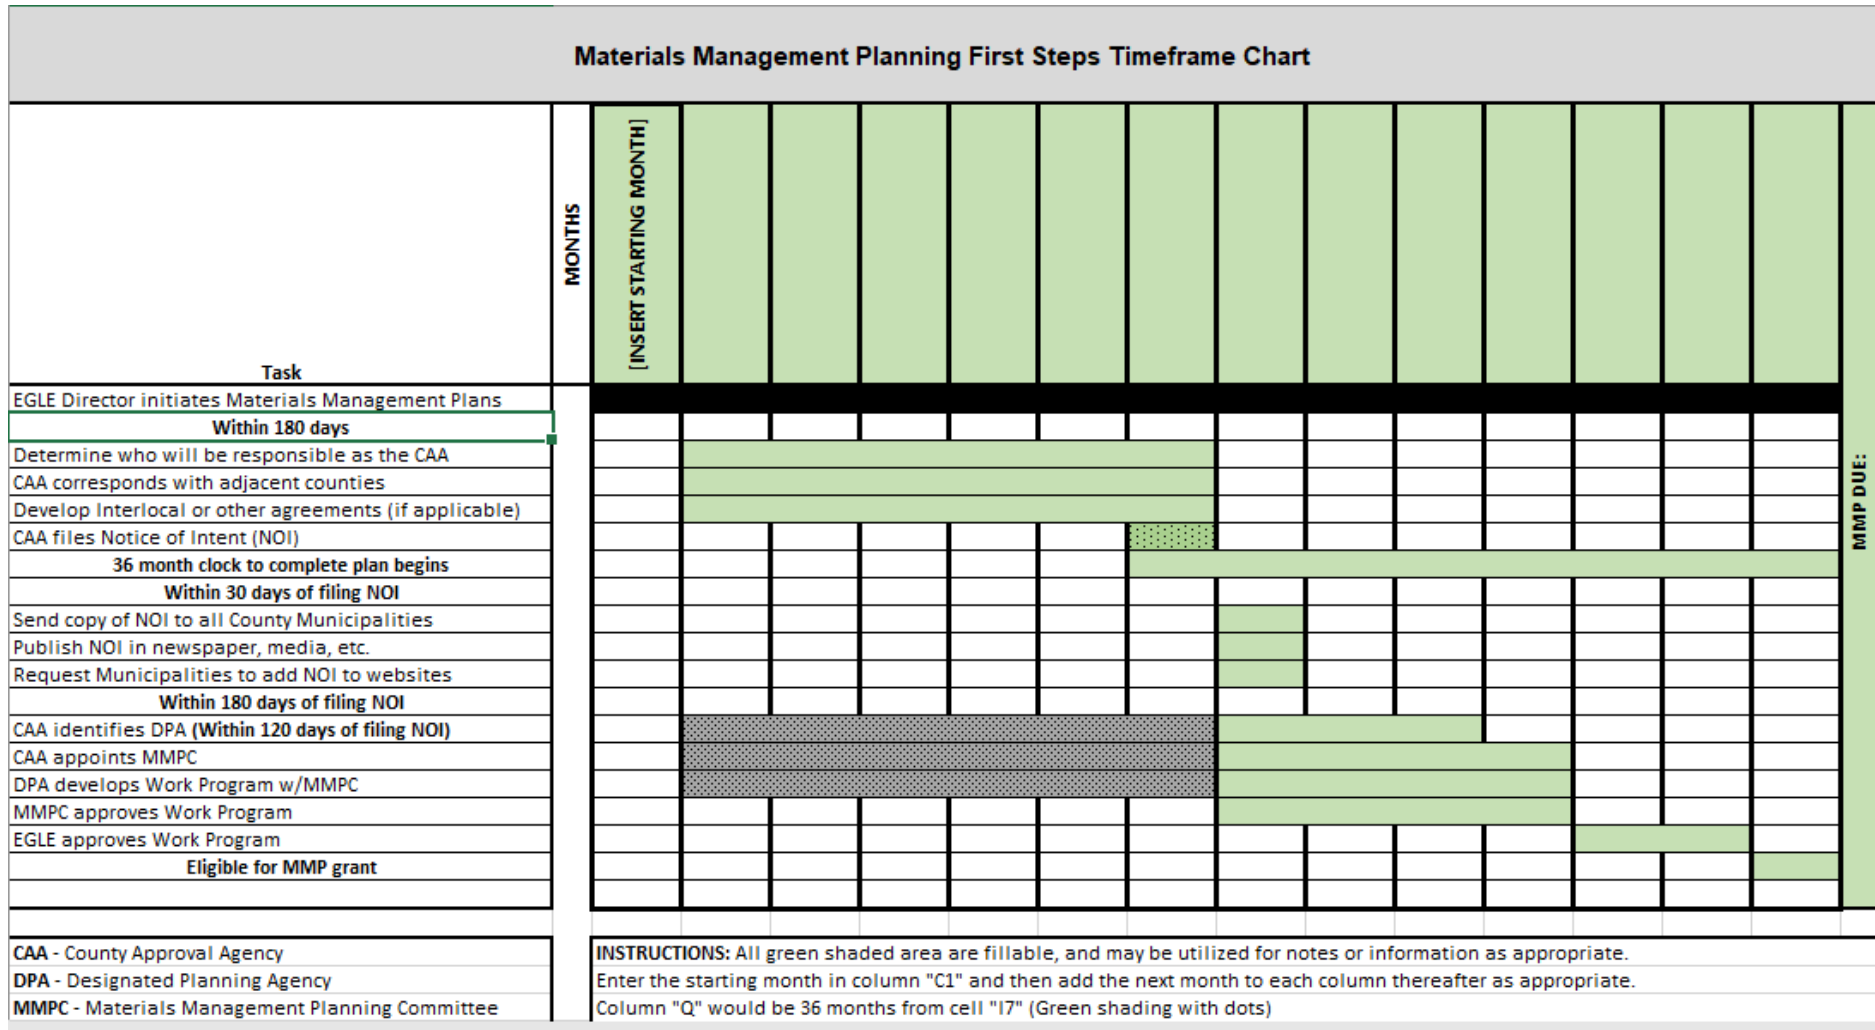 Materials Management Planning First Steps Timeframe Chart
Task
MONTHS
[INSERT STARTING MONTH]
EGLE Director initiates Materials Management Plans
Within 180 days
Determine who will be responsible as the CAA
CAA corresponds with adjacent counties
Develop Interlocal or other agreements (if applicable)
CAA files Notice of Intent (NOI)
36 month clock to complete plan begins
Within 30 days of filing NOI
Send copy of NOI to all County Municipalities
Publish NOI in newspaper, media, etc.
Request Municipalities to add NOI to websites
Within 180 days of filing NOI
CAA identifies DPA (Within 120 days of filing NOI)
CAA appoints MMPC
DPA develops Work Program w/MMPC
MMPC approves Work Program
EGLE approves Work Program
Eligible for MMP grant
MMP DUE:
CAA - County Approval Agency
DPA - Designated Planning Agency
MMPC - Materials Management Planning Committee
INSTRUCTIONS: All green shaded area are fillable, and may be utilized for notes or information as appropriate.
Enter the starting month in column "C1" and then add the next month to each column thereafter as appropriate.
Column "Q" would be 36 months from cell "I7" (Green shading with dots)